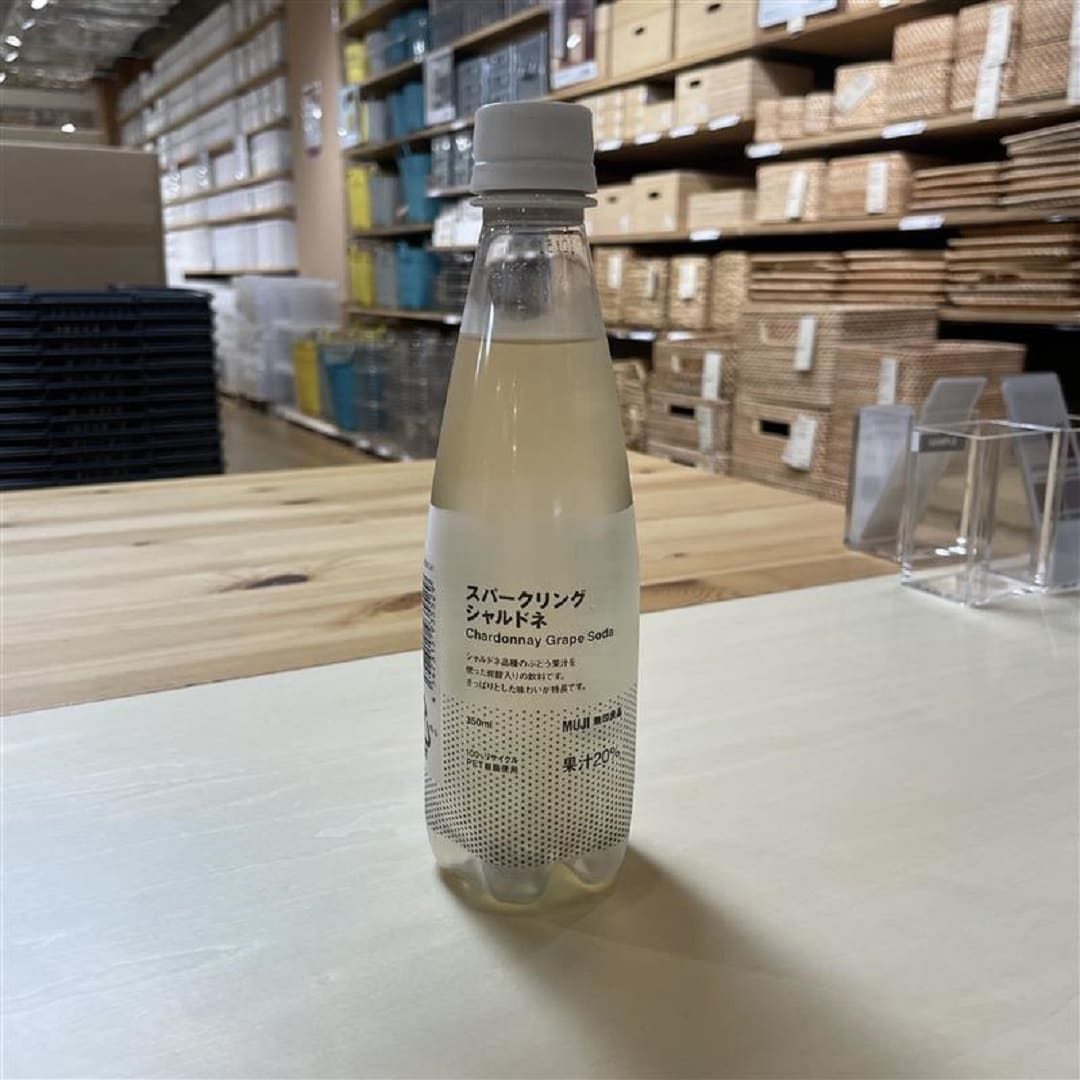 スパークリング
シャルドネ
Chardonnay Grape Soda
シャルドネ品種のぶどう果汁を
使った炭酸入りの飲料です。
さっぱりとした味わいが特長です。
350ml
MUJI 無印良品
100%リサイクル
PET樹脂使用
果汁20%
SAMPLE